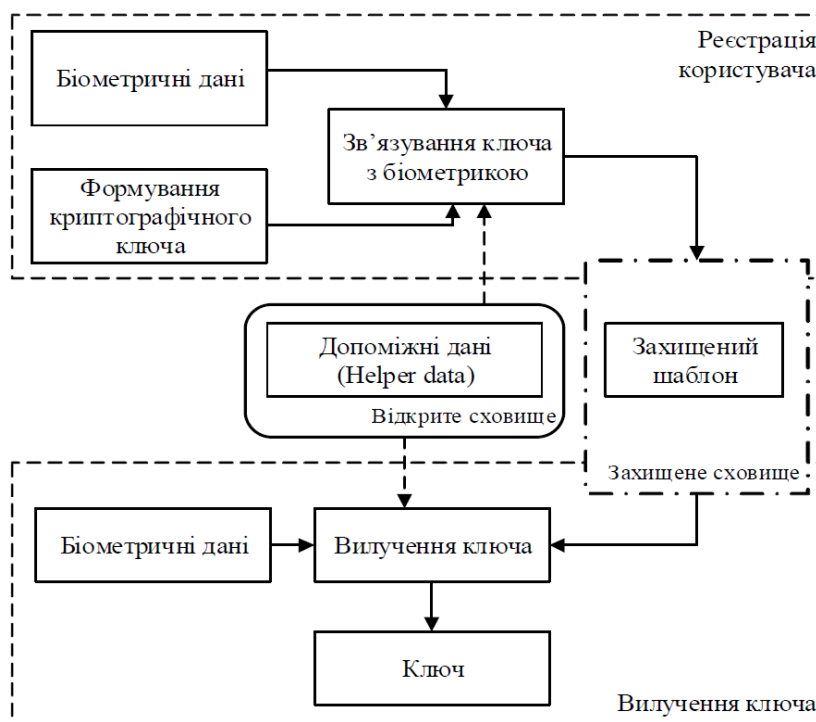 Реєстрація
користувача
Біометричні дані
Зв’язування ключа
з біометрикою
Формування
криптографічного
ключа
Допоміжні дані
(Helper data)
Відкрите сховище
Захищений
шаблон
Захищене сховище
Біометричні дані
Вилучення ключа
Ключ
Вилучення ключа